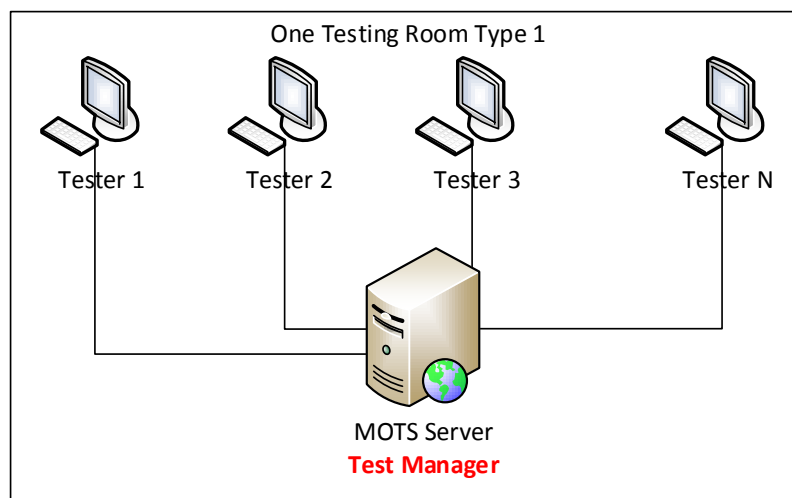 One Testing Room Type 1
Tester 1
Tester 2
Tester 3
Tester N
MOTS Server
Test Manager